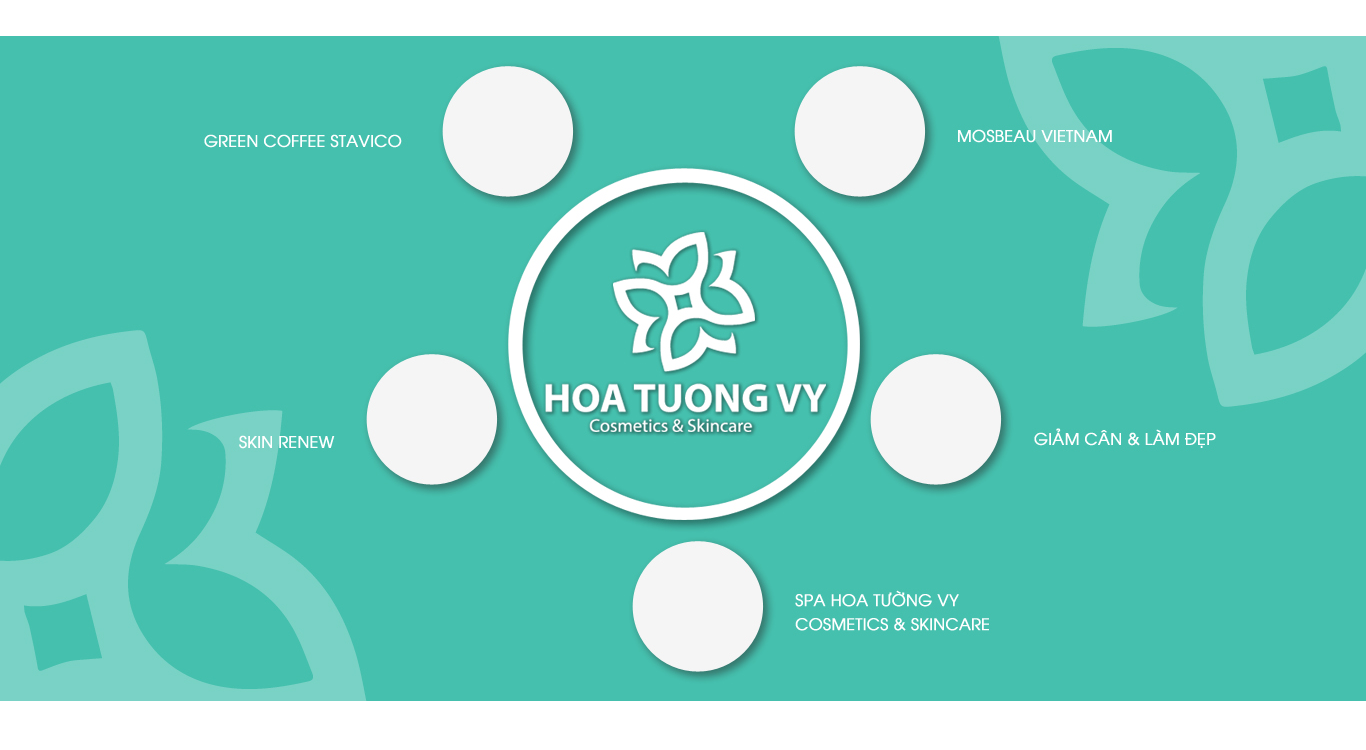 GREEN COFFEE STAVICO
MOSBEAU VIETNAM
HOA TUONG VY
Cosmetics & Skincare
SKIN RENEW
GIẢM CÂN & LÀM ĐẸP
SPA HOA TƯỜNG VY
COSMETICS & SKINCARE